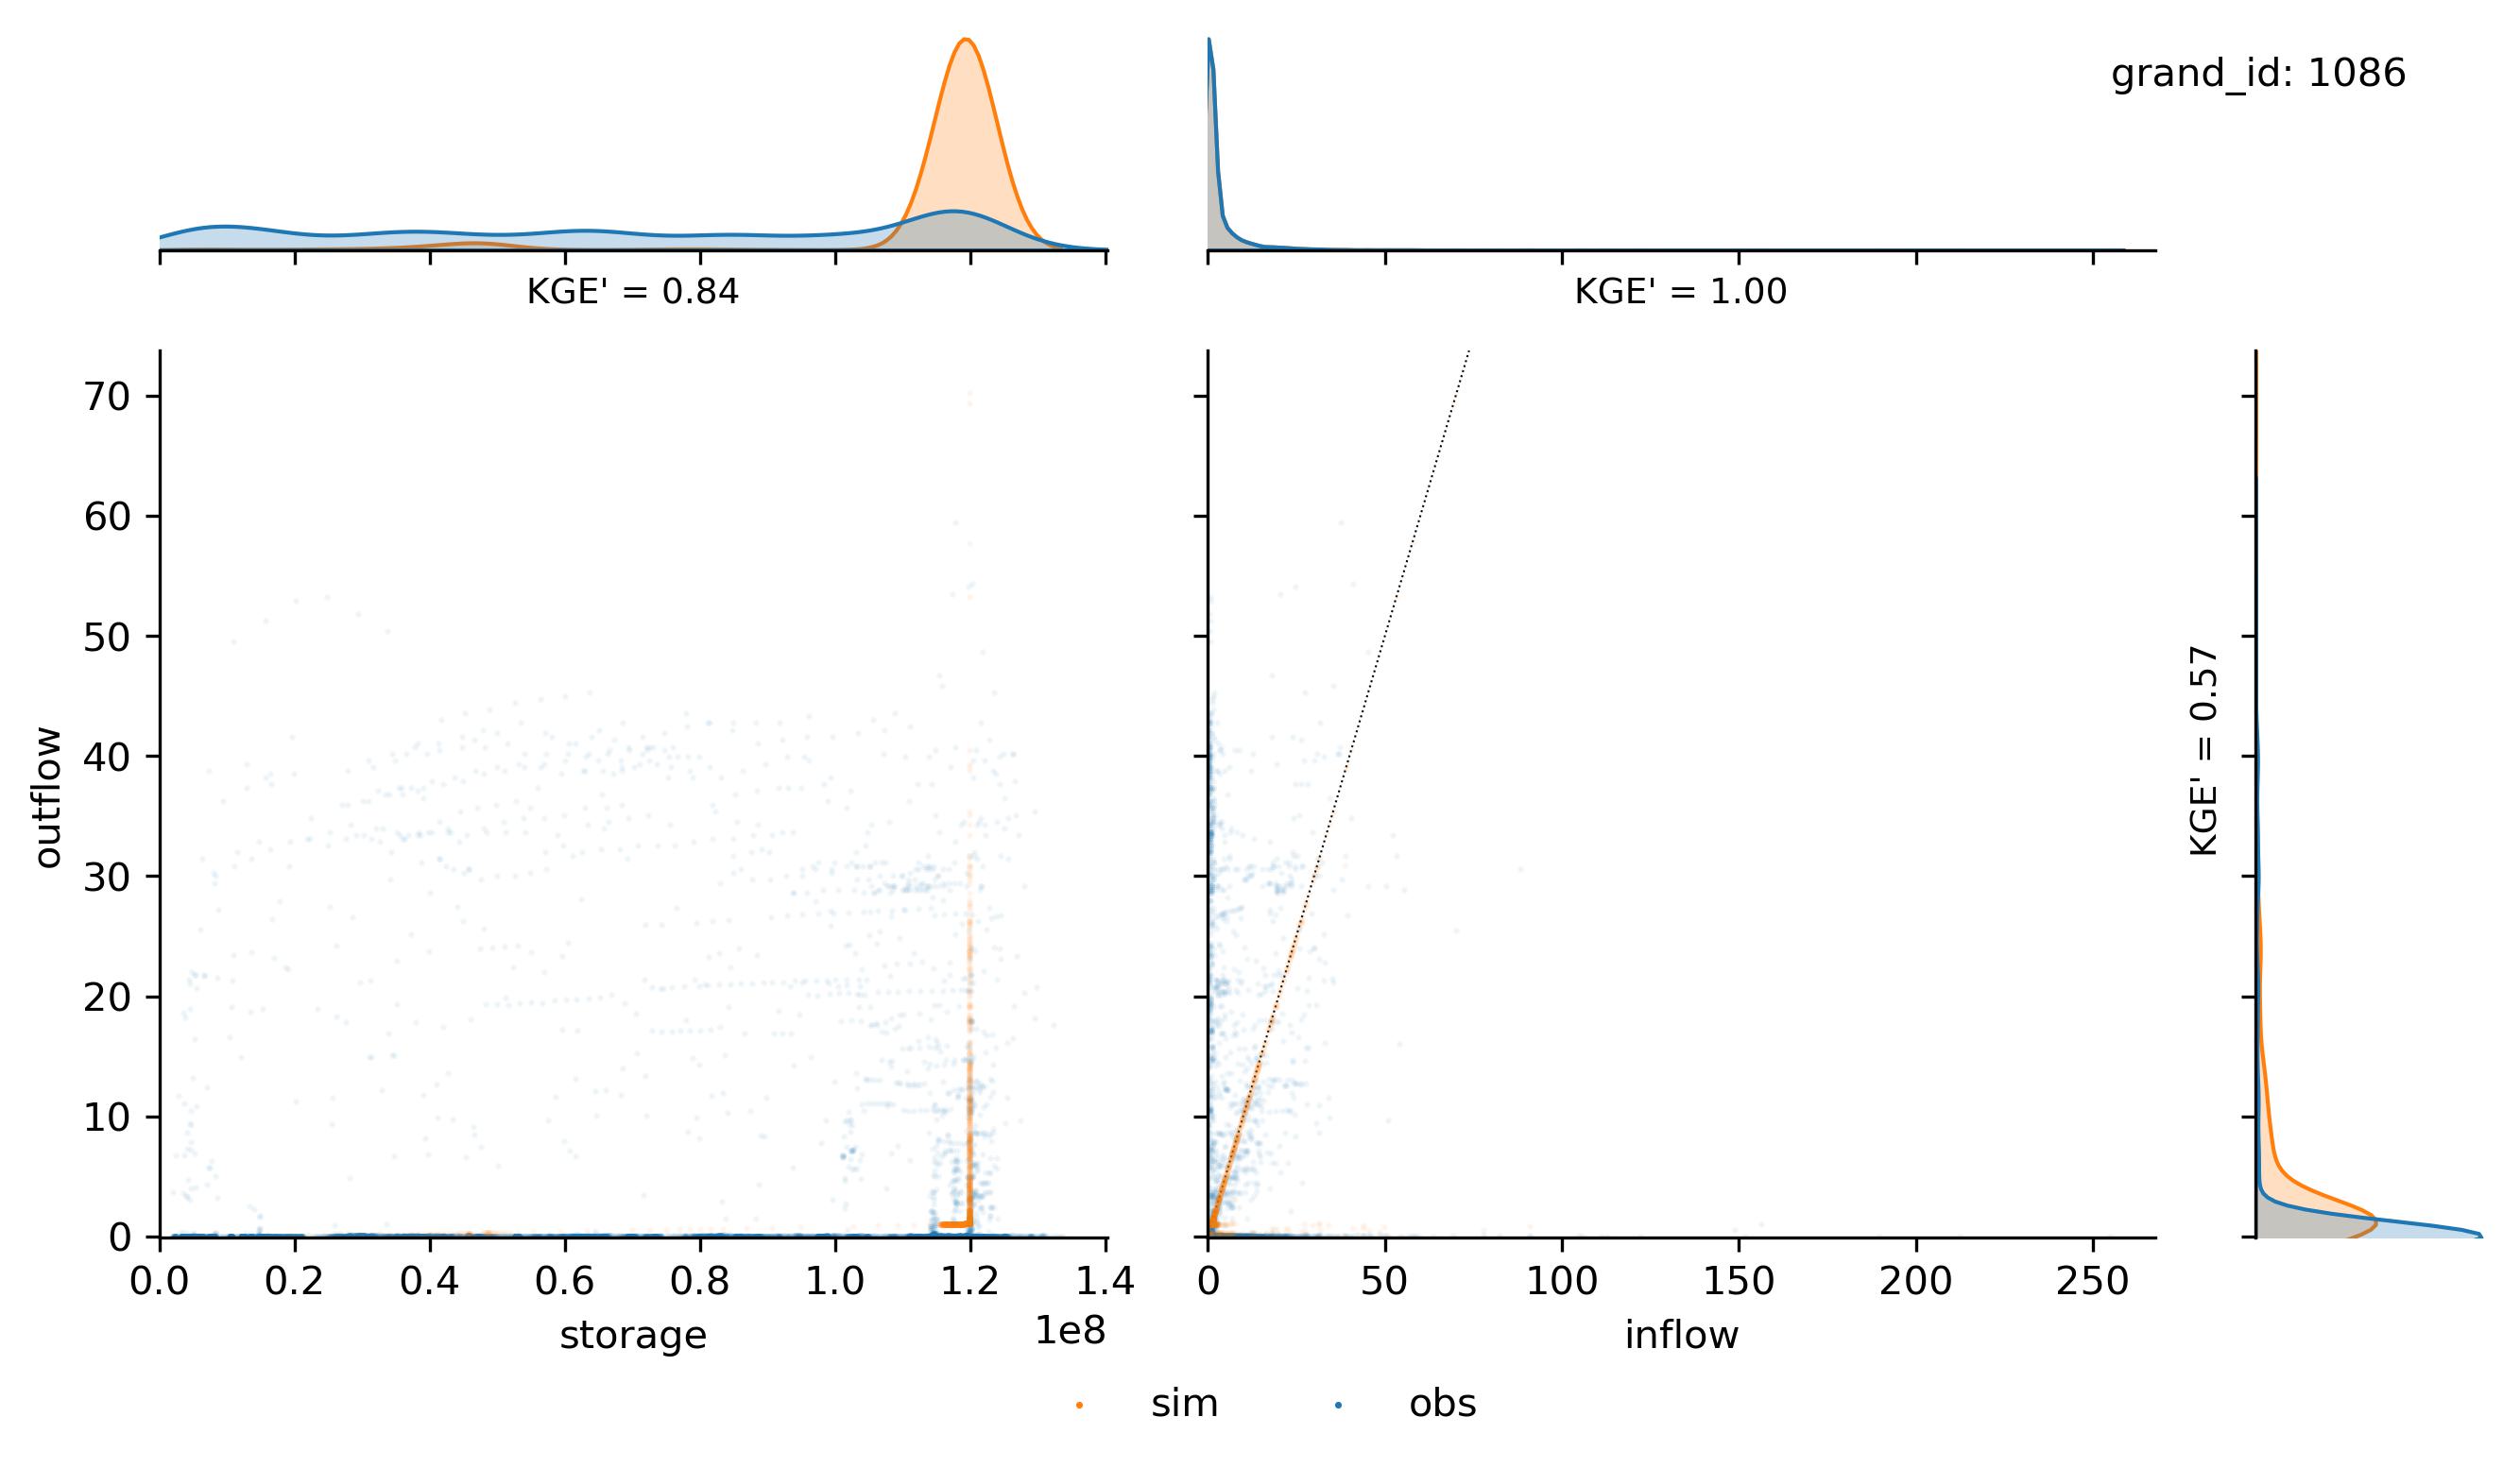 grand_id: 1086
KGE' = 0.84
KGE' = 1.00
outflow
70
60
50
40
30
20
10
0
KGE' = 0.57
0.0 0.2 0.4 0.6 0.8 1.0 1.2 1.4
0 50 100 150 200 250
storage
1e8
inflow
sim obs